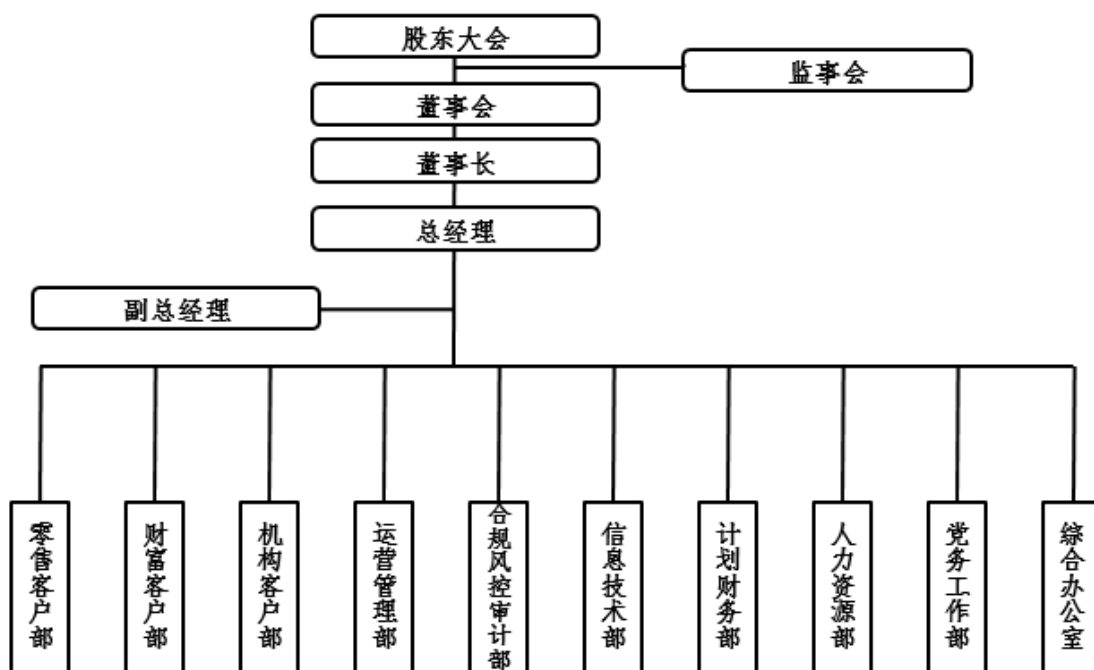 股东大会
监事会
董事会
董事长
总经理
副总经理
零售客户部
财富客户部
机构客户部
运营管理部
合规风控审计部
信息技术部
计划财务部
人力资源部
党务工作部
综合办公室